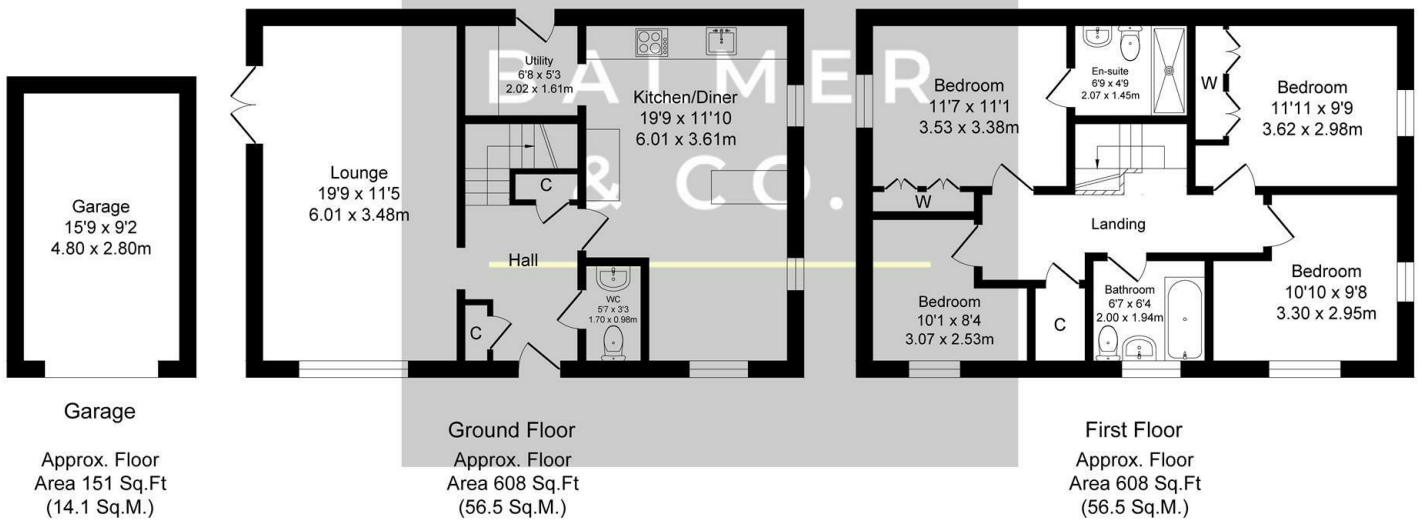 BALMER
& CO.
Garage
15'9 x 9'2
4.80 x 2.80m
Garage
Approx. Floor
Area 151 Sq.Ft
(14.1 Sq.M.)
Lounge
19'9 x 11'5
6.01 x 3.48m
Utility
6'8 x 5'3
2.02 x 1.61m
Kitchen/Diner
19'9 x 11'10
6.01 x 3.61m
C
Hall
C
WC
5'7 x 3'3
1.70 x 0.98m
Ground Floor
Approx. Floor
Area 608 Sq.Ft
(56.5 Sq.M.)
Bedroom
11'7 x 11'1
3.53 x 3.38m
W
En-suite
6'9 x 4'9
2.07 x 1.45m
W
Bedroom
11'11 x 9'9
3.62 x 2.98m
Landing
Bedroom
10'1 x 8'4
3.07 x 2.53m
C
Bathroom
6'7 x 6'4
2.00 x 1.94m
Bedroom
10'10 x 9'8
3.30 x 2.95m
First Floor
Approx. Floor
Area 608 Sq.Ft
(56.5 Sq.M.)